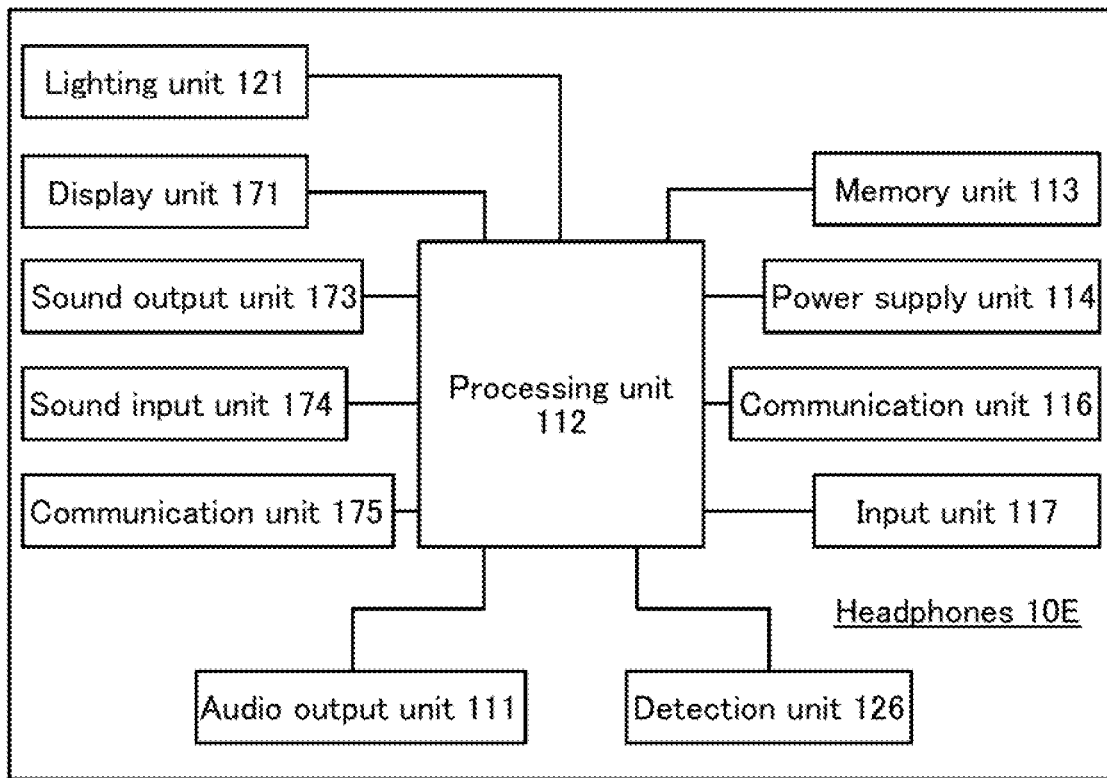 Lighting unit 121
Display unit 171
Sound output unit 173
Sound input unit 174
Communication unit 175
Processing unit
112
Memory unit 113
Power supply unit 114
Communication unit 116
Input unit 117
Headphones 10E
Audio output unit 111
Detection unit 126